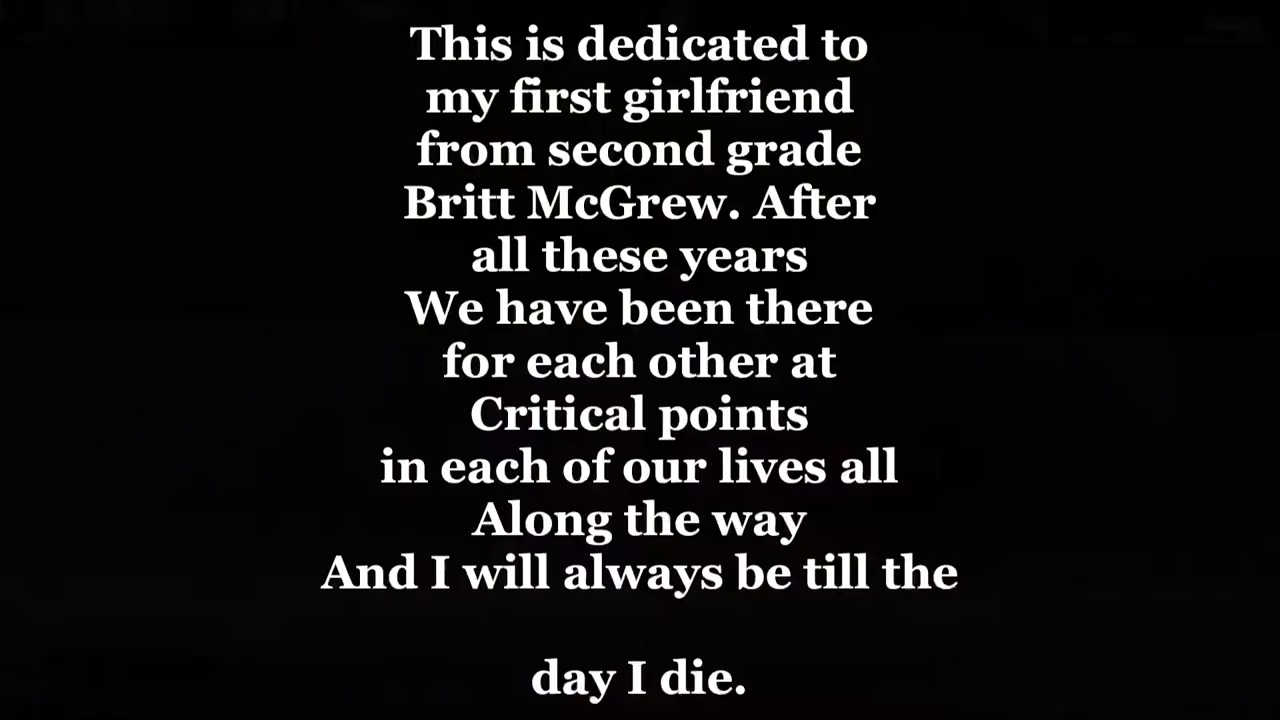 This is dedicated to
my first girlfriend
from second grade
Britt McGrew. After
all these years
We have been there
for each other at
Critical points
in each of our lives all
Along the way
And I will always be till the
day I die.